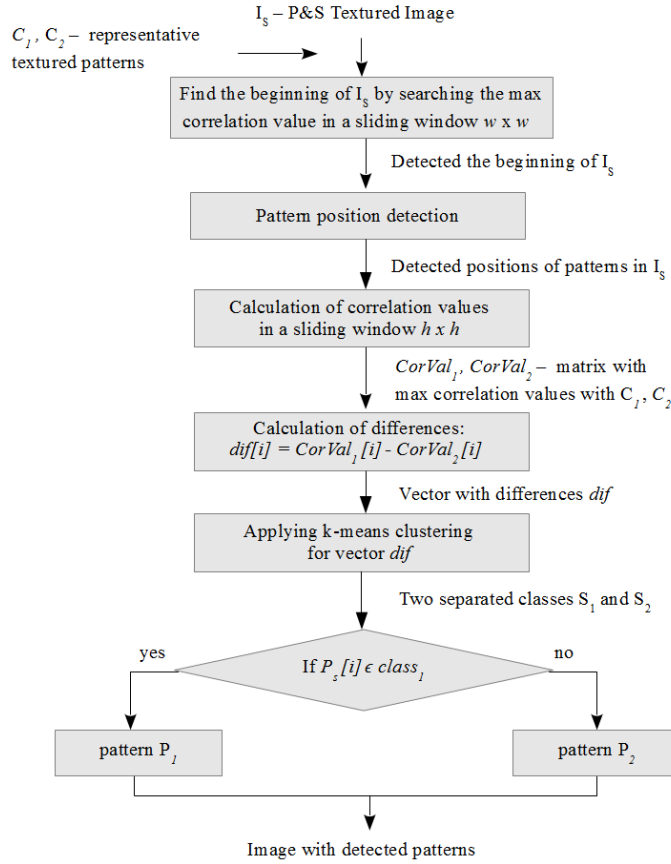 I_S – P&S Textured Image
C_1, C_2 – representative
textured patterns
Find the beginning of I_S by searching the max
correlation value in a sliding window w x w
Detected the beginning of I_S
Pattern position detection
Detected positions of patterns in I_S
Calculation of correlation values
in a sliding window h x h
CorVal_1, CorVal_2 – matrix with
max correlation values with C_1, C_2
Calculation of differences:
dif[i] = CorVal_1[i] - CorVal_2[i]
Vector with differences dif
Applying k-means clustering
for vector dif
Two separated classes S_1 and S_2
yes
If P_s[i] ϵ class_1
no
pattern P_1
pattern P_2
Image with detected patterns